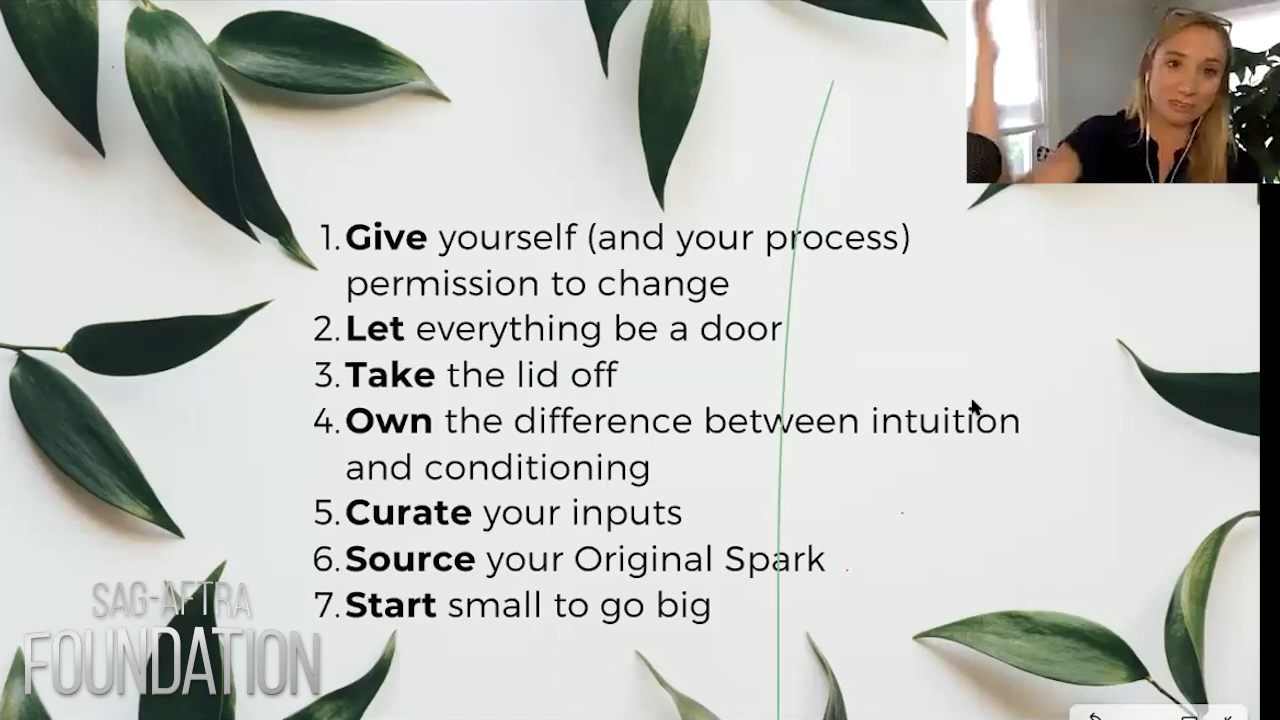 1. Give yourself (and your process)
permission to change
2. Let everything be a door
3. Take the lid off
4. Own the difference between intuition
and conditioning
5. Curate your inputs
6. Source your Original Spark
7. Start small to go big
SAG-AFTRA
FOUNDATION